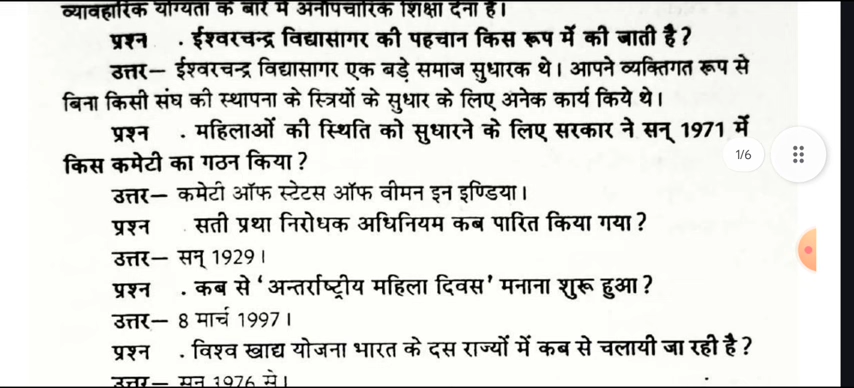 व्यावहारिक योग्यता के बारे में अनौपचारिक शिक्षा देना है।
प्रश्न . ईश्वरचन्द्र विद्यासागर की पहचान किस रूप में की जाती है?
उत्तर– ईश्वरचन्द्र विद्यासागर एक बड़े समाज सुधारक थे। आपने व्यक्तिगत रूप से
बिना किसी संघ की स्थापना के स्त्रियों के सुधार के लिए अनेक कार्य किये थे।
प्रश्न . महिलाओं की स्थिति को सुधारने के लिए सरकार ने सन् 1971 में
किस कमेटी का गठन किया?
1/6
उत्तर– कमेटी ऑफ स्टेटस ऑफ वीमन इन इण्डिया।
प्रश्न . सती प्रथा निरोधक अधिनियम कब पारित किया गया?
उत्तर– सन् 1929।
प्रश्न . कब से ‘अन्तर्राष्ट्रीय महिला दिवस’ मनाना शुरू हुआ?
उत्तर– 8 मार्च 1997।
प्रश्न . विश्व खाद्य योजना भारत के दस राज्यों में कब से चलायी जा रही है?
उत्तर– सन् 1976 से।